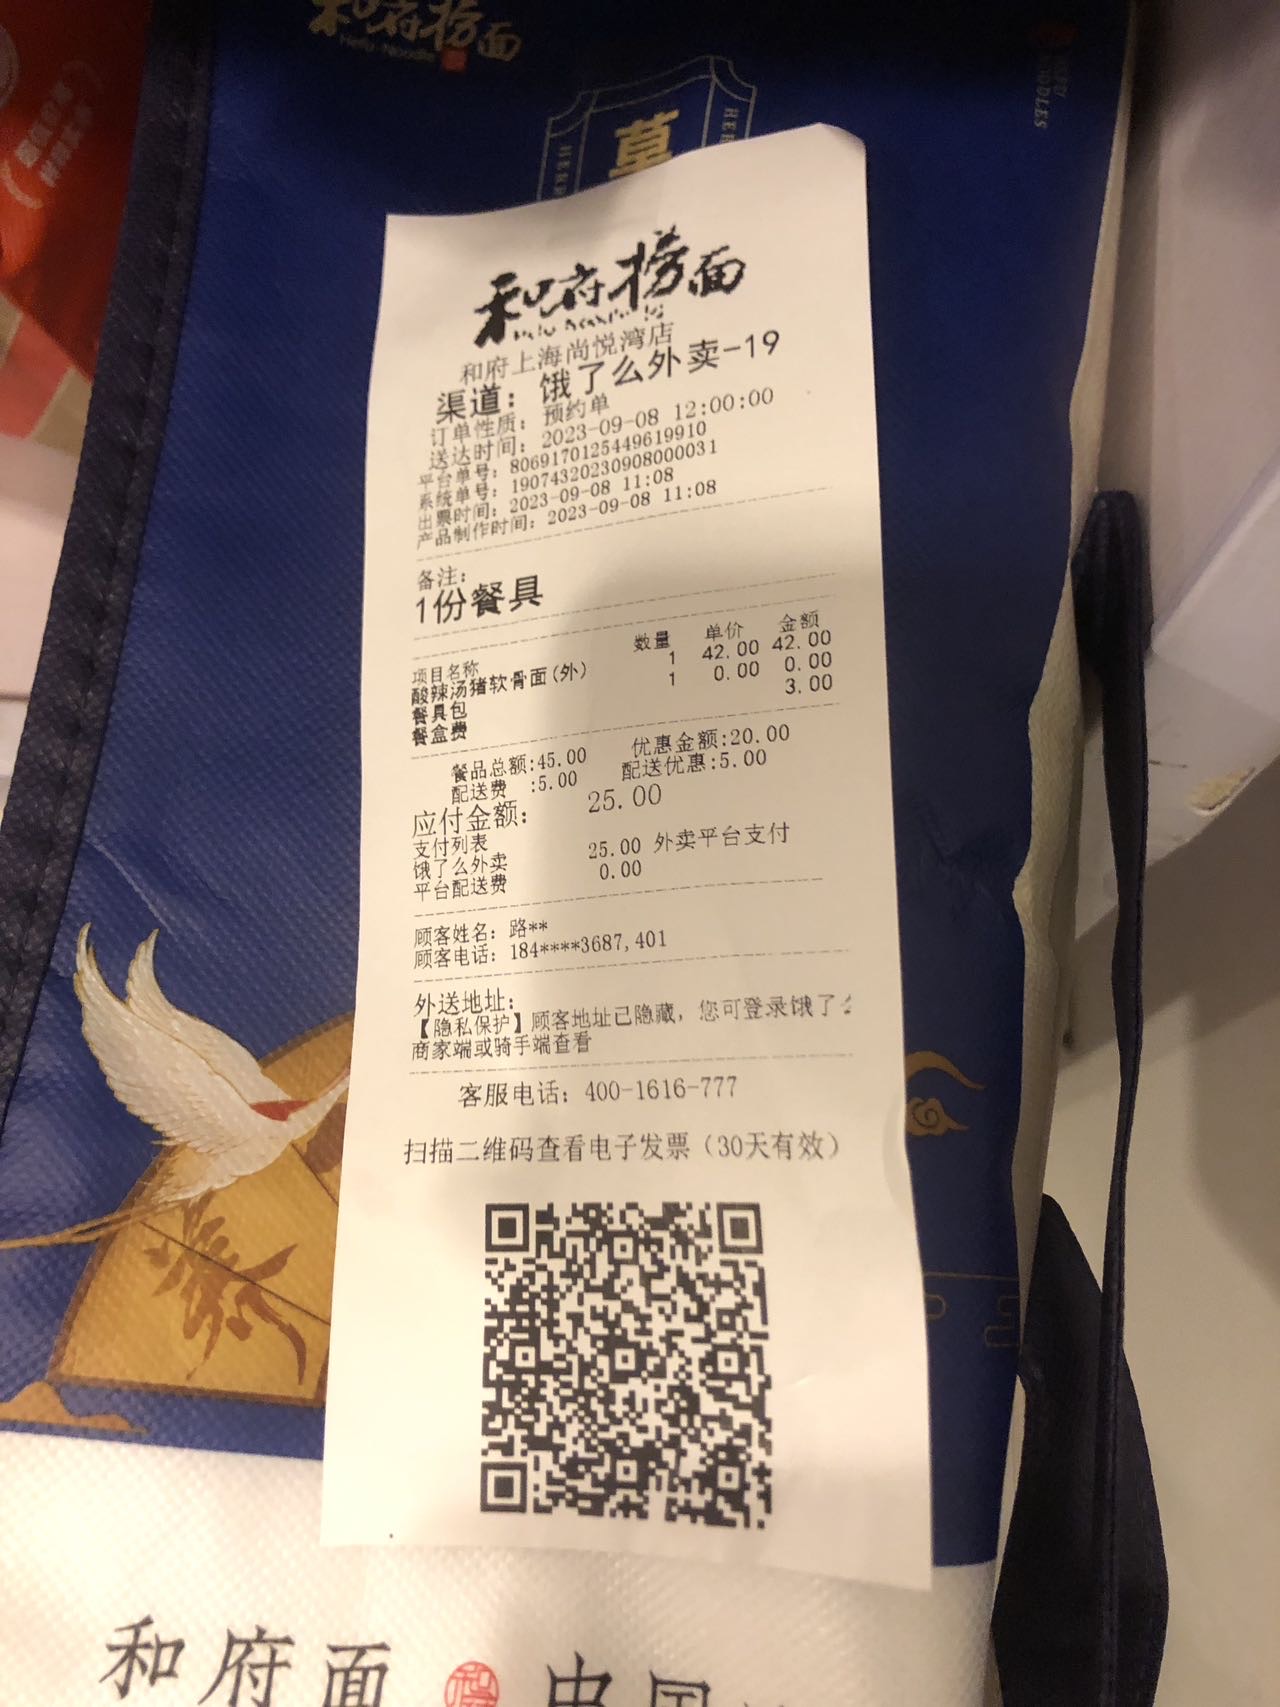 和府捞面
Hefu Noodle
和府捞面
和府上海尚悦湾店
渠道: 饿了么外卖-19
订单性质: 预约单
送达时间: 2023-09-08 12:00:00
平台单号: 8069170125449619910
系统单号: 19074320230908000031
出票时间: 2023-09-08 11:08
产品制作时间: 2023-09-08 11:08
备注:
1份餐具
项目名称 数量 单价 金额
酸辣汤猪软骨面(外) 1 42.00 42.00
餐具包 1 0.00 0.00
餐盒费 3.00
餐品总额:45.00 优惠金额:20.00
配送费 :5.00 配送优惠:5.00
应付金额: 25.00
支付列表
饿了么外卖 25.00 外卖平台支付
平台配送费 0.00
顾客姓名: 路**
顾客电话: 184****3687,401
外送地址:
【隐私保护】顾客地址已隐藏, 您可登录饿了
商家端或骑手端查看
客服电话: 400-1616-777
扫描二维码查看电子发票(30天有效)
和府面 中国